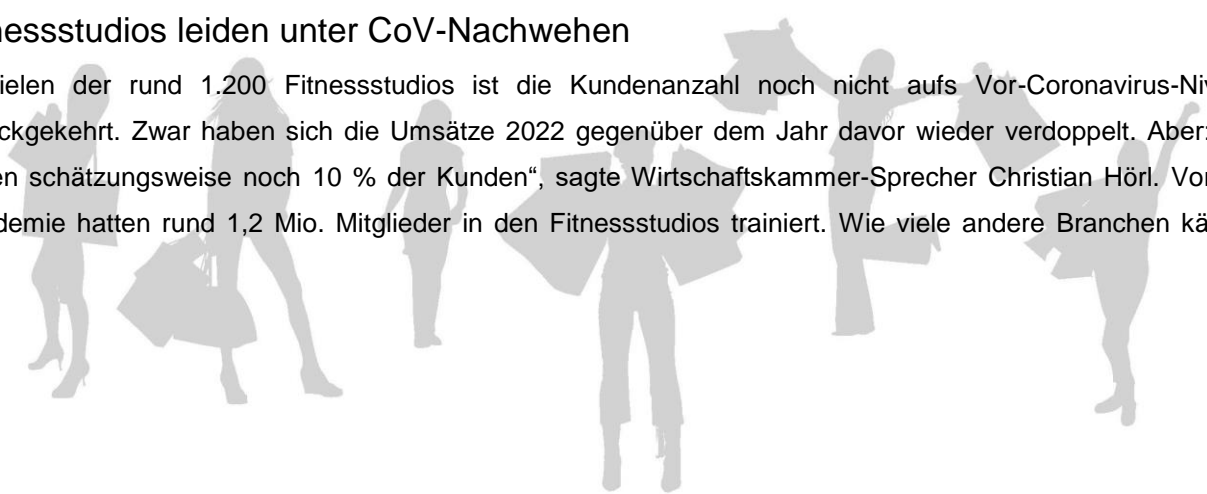 nessstudios leiden unter CoV-Nachwehen
ielen der rund 1.200 Fitnessstudios ist die Kundenanzahl noch nicht aufs Vor-Coronavirus-Niv
ckgekehrt. Zwar haben sich die Umsätze 2022 gegenüber dem Jahr davor wieder verdoppelt. Aber:
en schätzungsweise noch 10 % der Kunden“, sagte Wirtschaftskammer-Sprecher Christian Hörl. Vor
demie hatten rund 1,2 Mio. Mitglieder in den Fitnessstudios trainiert. Wie viele andere Branchen kä